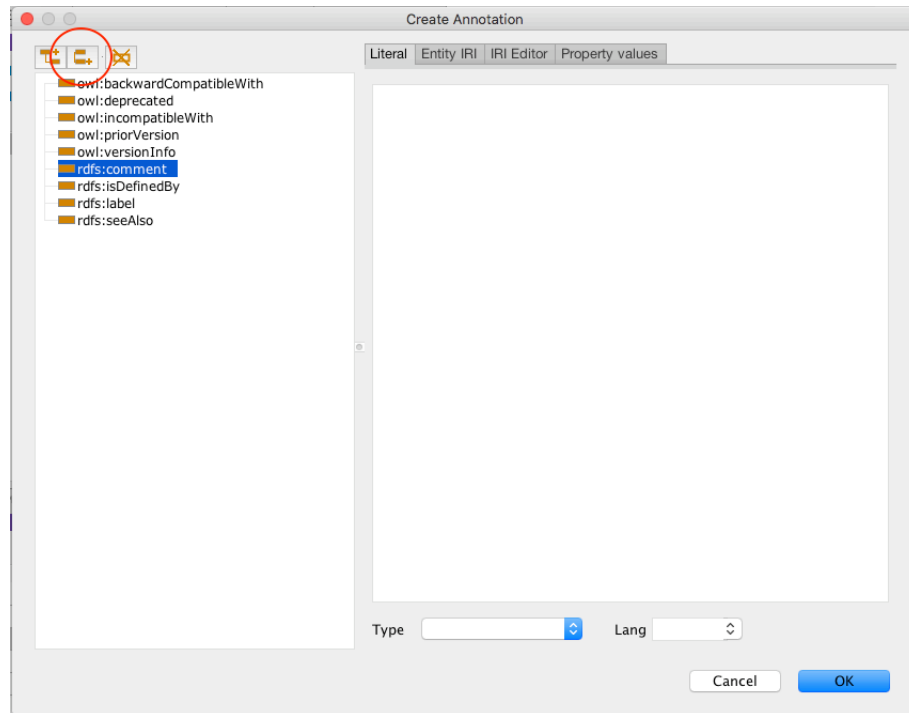 Create Annotation
Literal Entity IRI IRI Editor Property values
owl:backwardCompatibleWith
owl:deprecated
owl:incompatibleWith
owl:priorVersion
owl:versionInfo
rdfs:comment
rdfs:isDefinedBy
rdfs:label
rdfs:seeAlso
Type Lang
Cancel OK